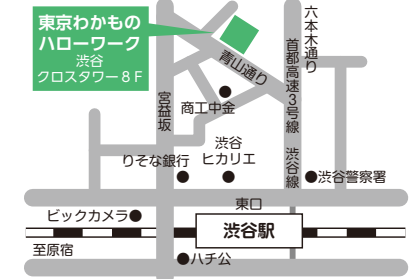 東京わかもの
ハローワーク
渋谷
クロスタワー８Ｆ
六本木通り
青山通り
首都高速3号線 渋谷線
宮益坂
商工中金
渋谷
ヒカリエ
りそな銀行
渋谷警察署
東口
ビックカメラ
渋谷駅
至原宿
ハチ公